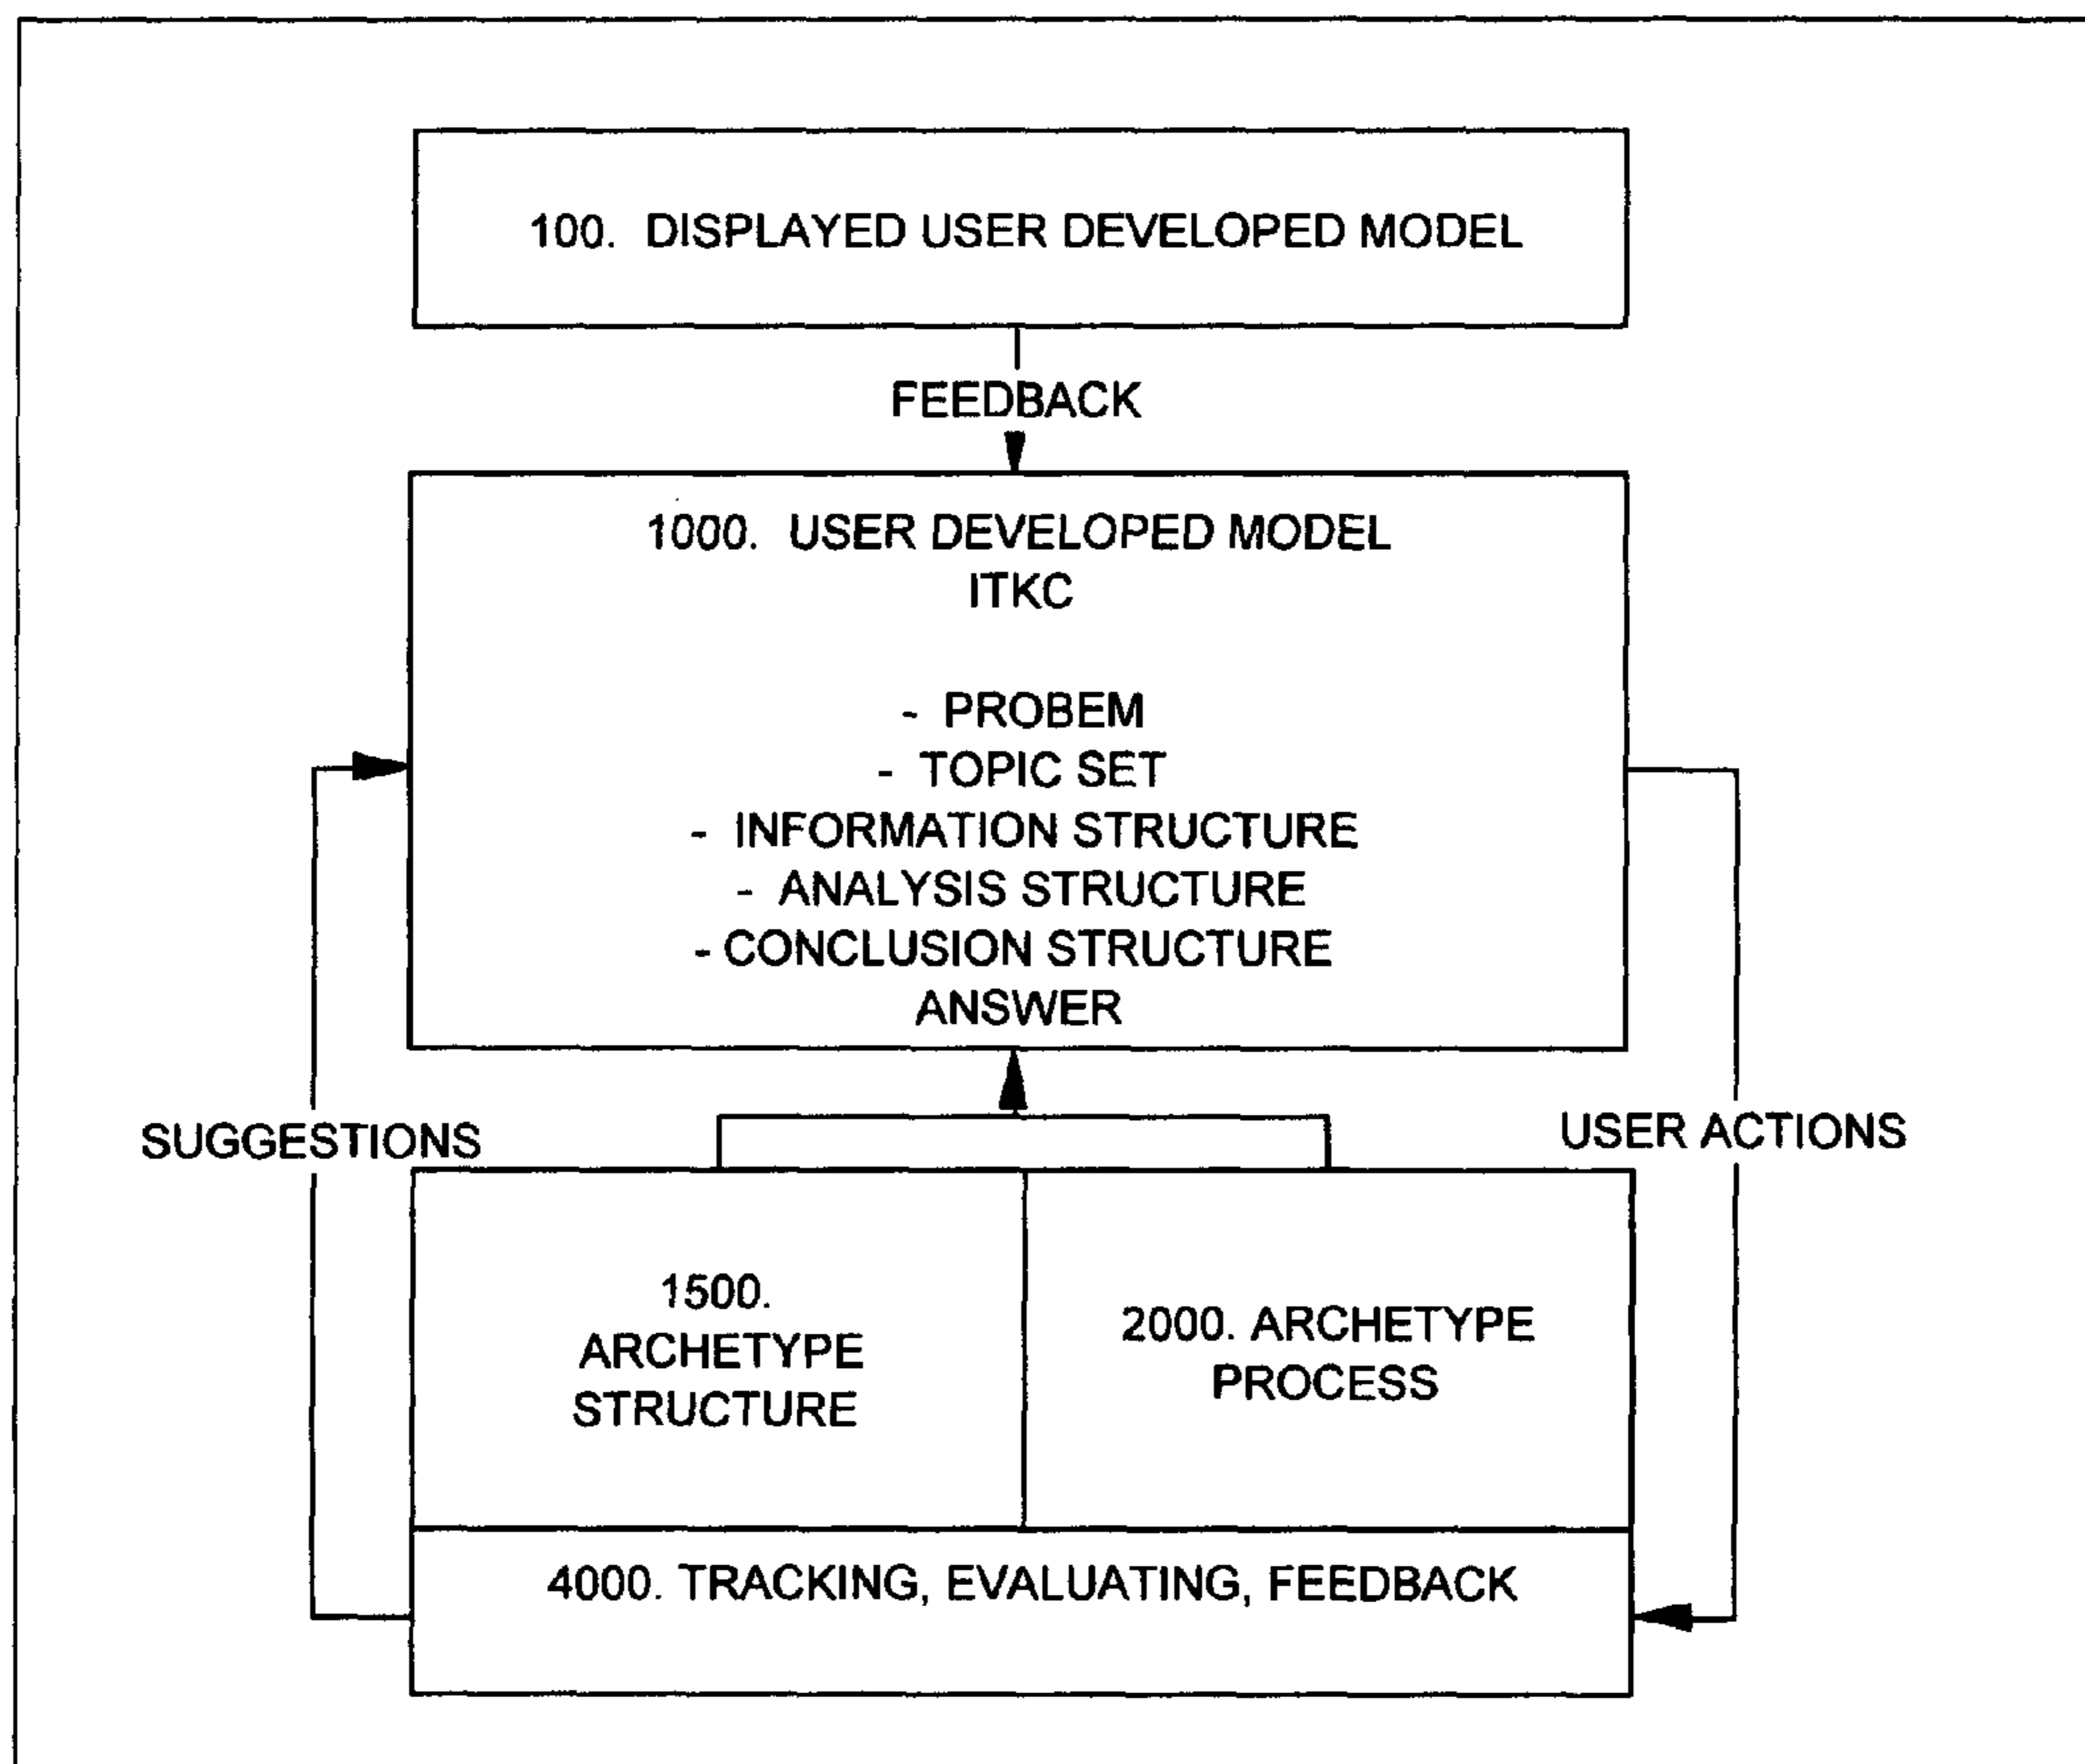 100. DISPLAYED USER DEVELOPED MODEL
FEEDBACK
1000. USER DEVELOPED MODEL
ITKC
- PROBEM
- TOPIC SET
- INFORMATION STRUCTURE
- ANALYSIS STRUCTURE
- CONCLUSION STRUCTURE
ANSWER
SUGGESTIONS
USER ACTIONS
1500.
ARCHETYPE
STRUCTURE
2000. ARCHETYPE
PROCESS
4000. TRACKING, EVALUATING, FEEDBACK